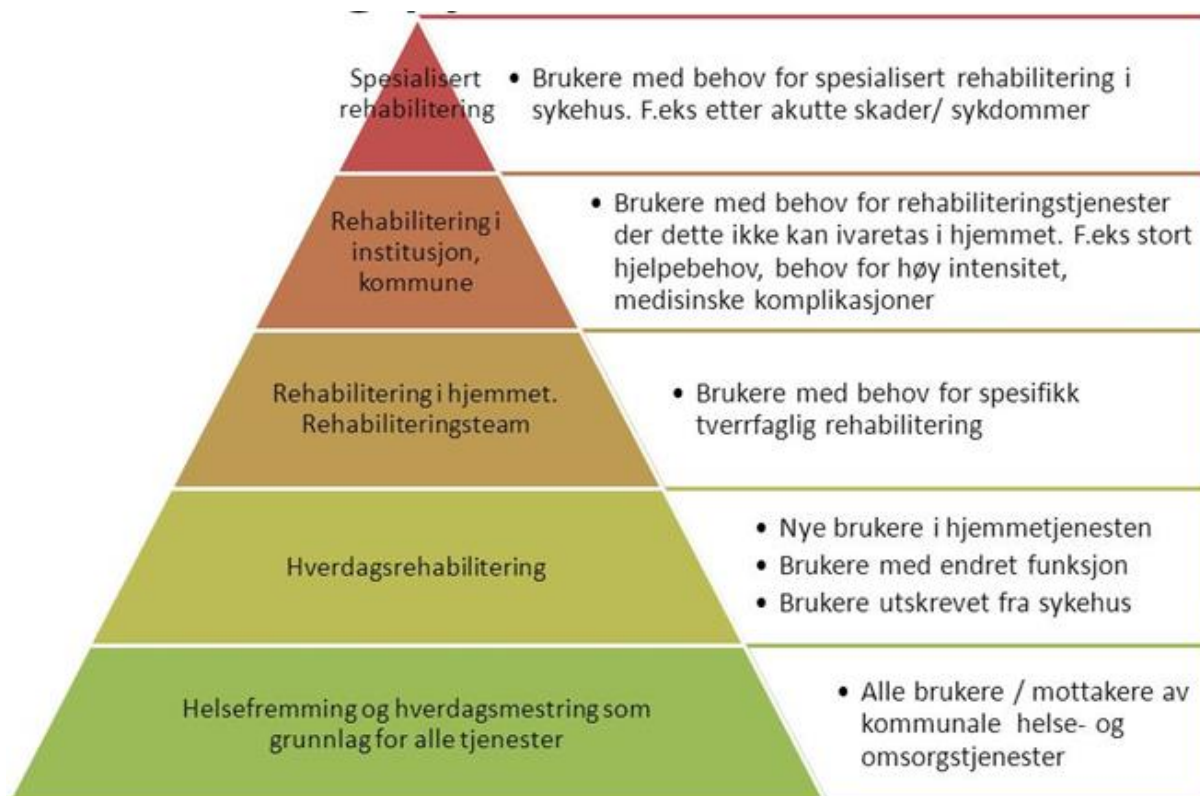 Spesialisert
rehabilitering
• Brukere med behov for spesialisert rehabilitering i
sykehus. F.eks etter akutte skader/ sykdommer
Rehabilitering i
institusjon,
kommune
• Brukere med behov for rehabiliteringstjenester
der dette ikke kan ivaretas i hjemmet. F.eks stort
hjelpebehov, behov for høy intensitet,
medisinske komplikasjoner
Rehabilitering i hjemmet.
Rehabiliteringsteam
• Brukere med behov for spesifikk
tverrfaglig rehabilitering
Hverdagsrehabilitering
• Nye brukere i hjemmetjenesten
• Brukere med endret funksjon
• Brukere utskrevet fra sykehus
Helsefremming og hverdagsmestring som
grunnlag for alle tjenester
• Alle brukere / mottakere av
kommunale helse- og
omsorgstjenester